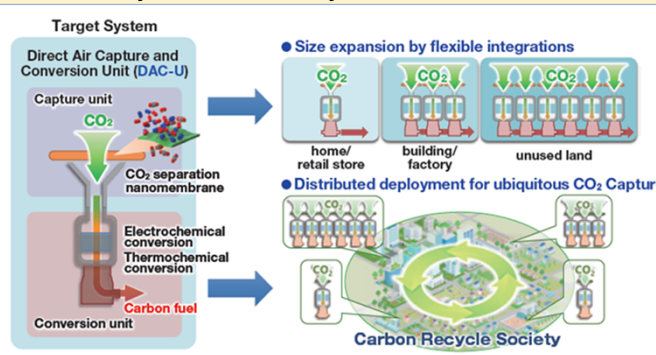 Target System
Direct Air Capture and
Conversion Unit (DAC-U)
Capture unit
CO2
CO2 separation
nanomembrane
Electrochemical
conversion
Thermochemical
conversion
Carbon fuel
Conversion unit
● Size expansion by flexible integrations
CO2
CO2
CO2
home/
retail store
building/
factory
unused land
● Distributed deployment for ubiquitous CO2 Captur
CO2
CO2
CO2
CO2
Carbon Recycle Society